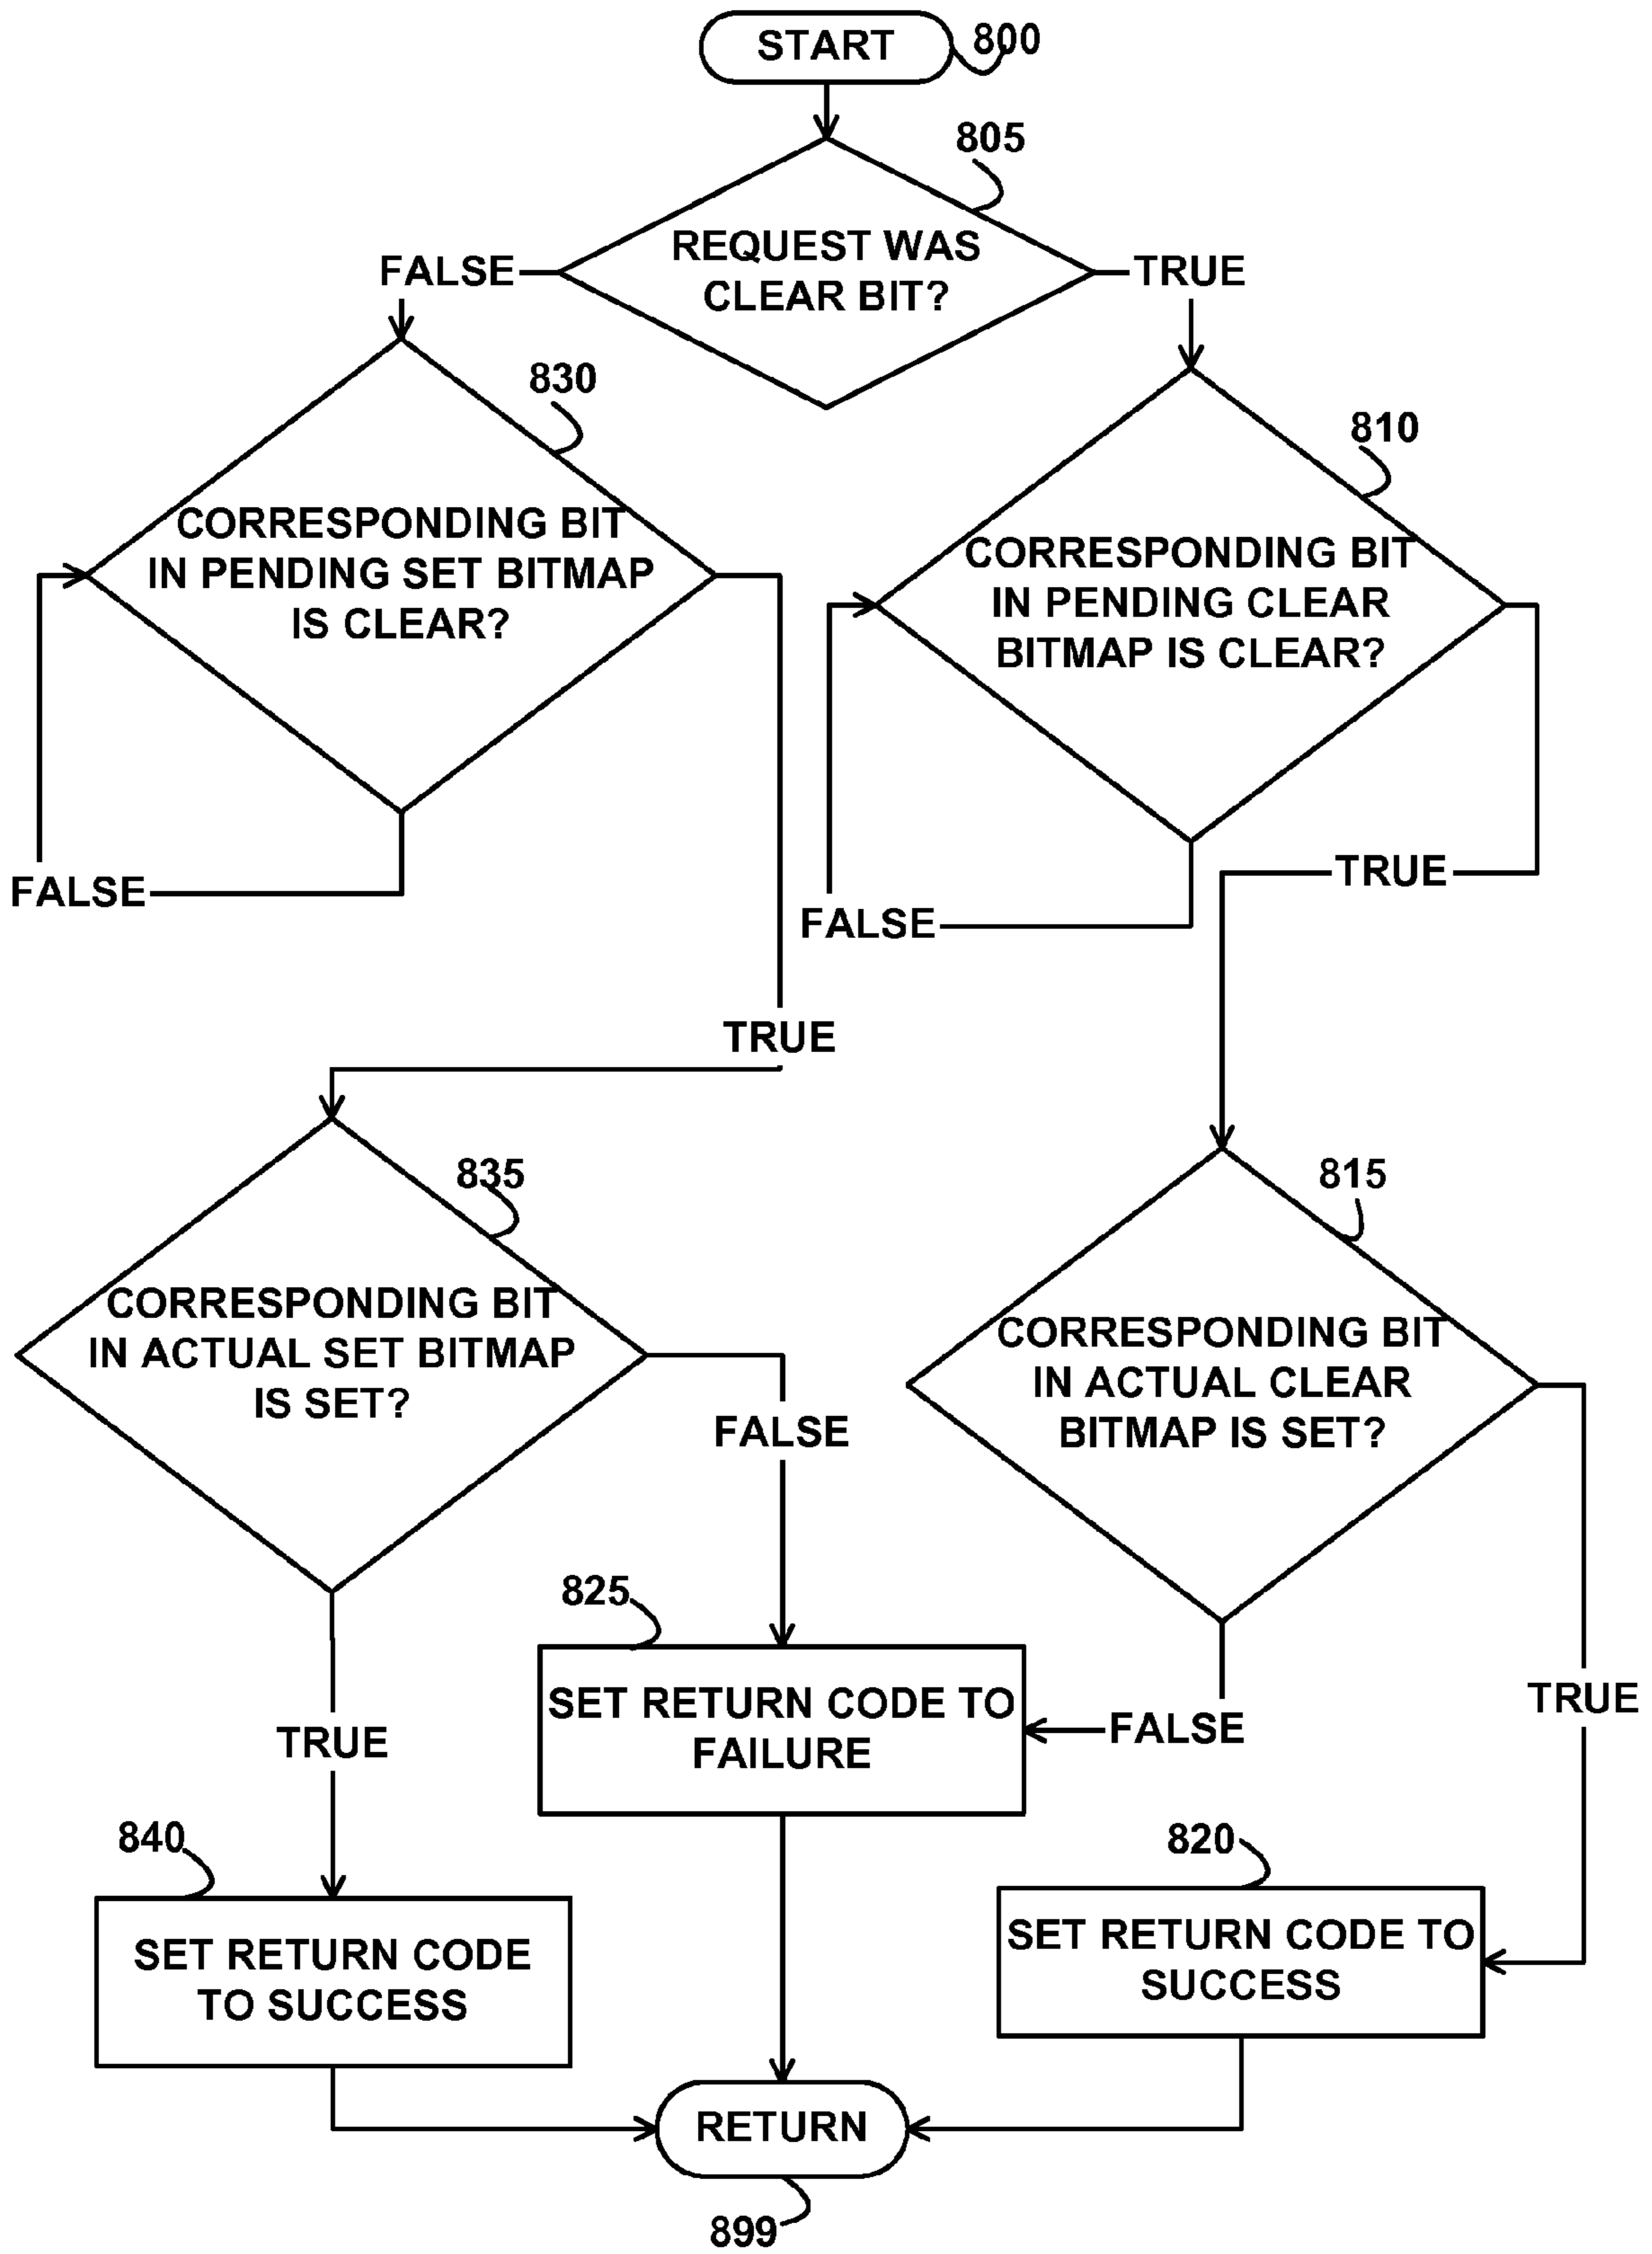 START
800
805
REQUEST WAS
CLEAR BIT?
FALSE
TRUE
830
CORRESPONDING BIT
IN PENDING SET BITMAP
IS CLEAR?
FALSE
TRUE
810
CORRESPONDING BIT
IN PENDING CLEAR
BITMAP IS CLEAR?
TRUE
FALSE
835
CORRESPONDING BIT
IN ACTUAL SET BITMAP
IS SET?
FALSE
TRUE
815
CORRESPONDING BIT
IN ACTUAL CLEAR
BITMAP IS SET?
FALSE
TRUE
825
SET RETURN CODE TO
FAILURE
840
SET RETURN CODE
TO SUCCESS
820
SET RETURN CODE TO
SUCCESS
RETURN
899